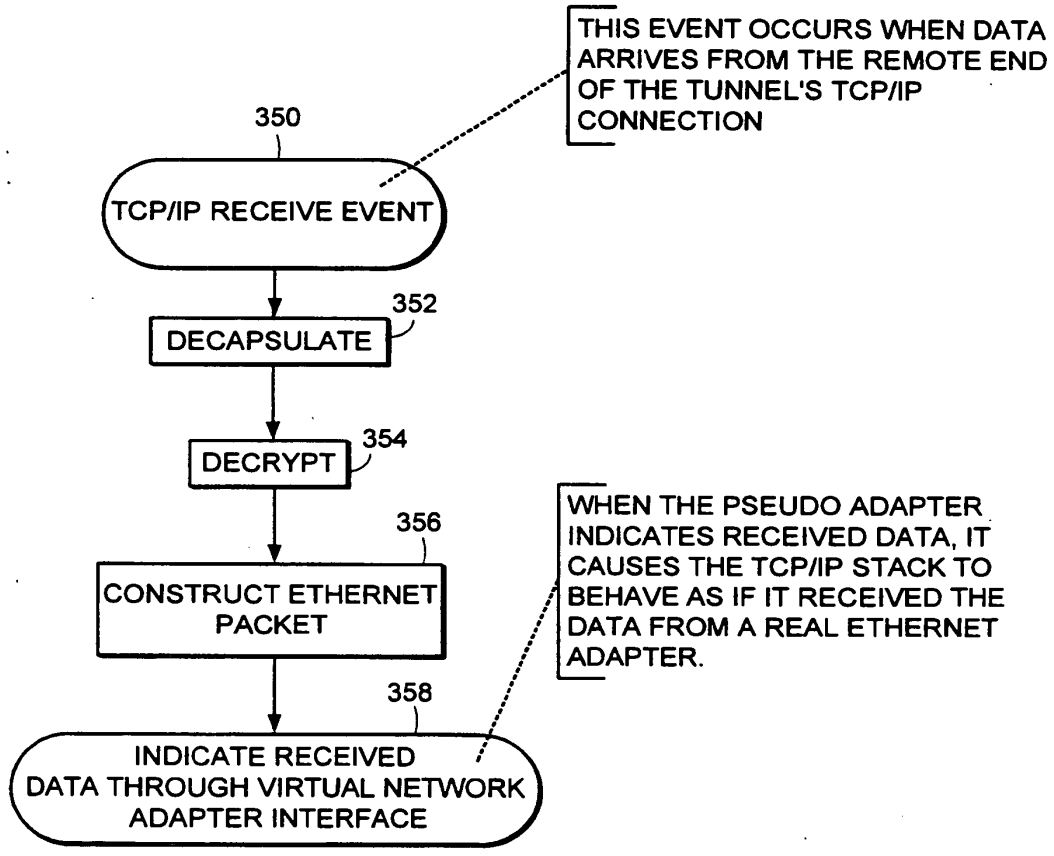 THIS EVENT OCCURS WHEN DATA
ARRIVES FROM THE REMOTE END
OF THE TUNNEL'S TCP/IP
CONNECTION
350
TCP/IP RECEIVE EVENT
352
DECAPSULATE
354
DECRYPT
356
CONSTRUCT ETHERNET
PACKET
WHEN THE PSEUDO ADAPTER
INDICATES RECEIVED DATA, IT
CAUSES THE TCP/IP STACK TO
BEHAVE AS IF IT RECEIVED THE
DATA FROM A REAL ETHERNET
ADAPTER.
358
INDICATE RECEIVED
DATA THROUGH VIRTUAL NETWORK
ADAPTER INTERFACE